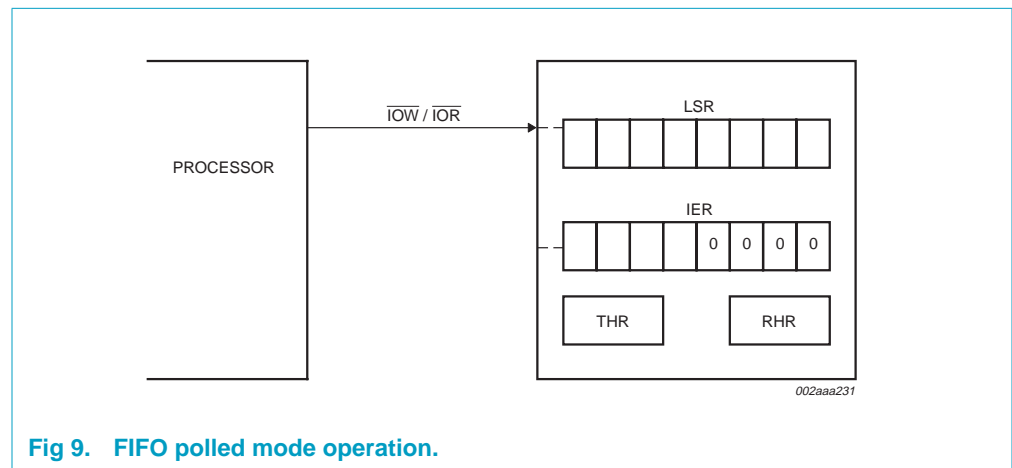 PROCESSOR
IOW / IOR
LSR
IER
0 0 0 0
THR RHR
002aaa231
Fig 9. FIFO polled mode operation.